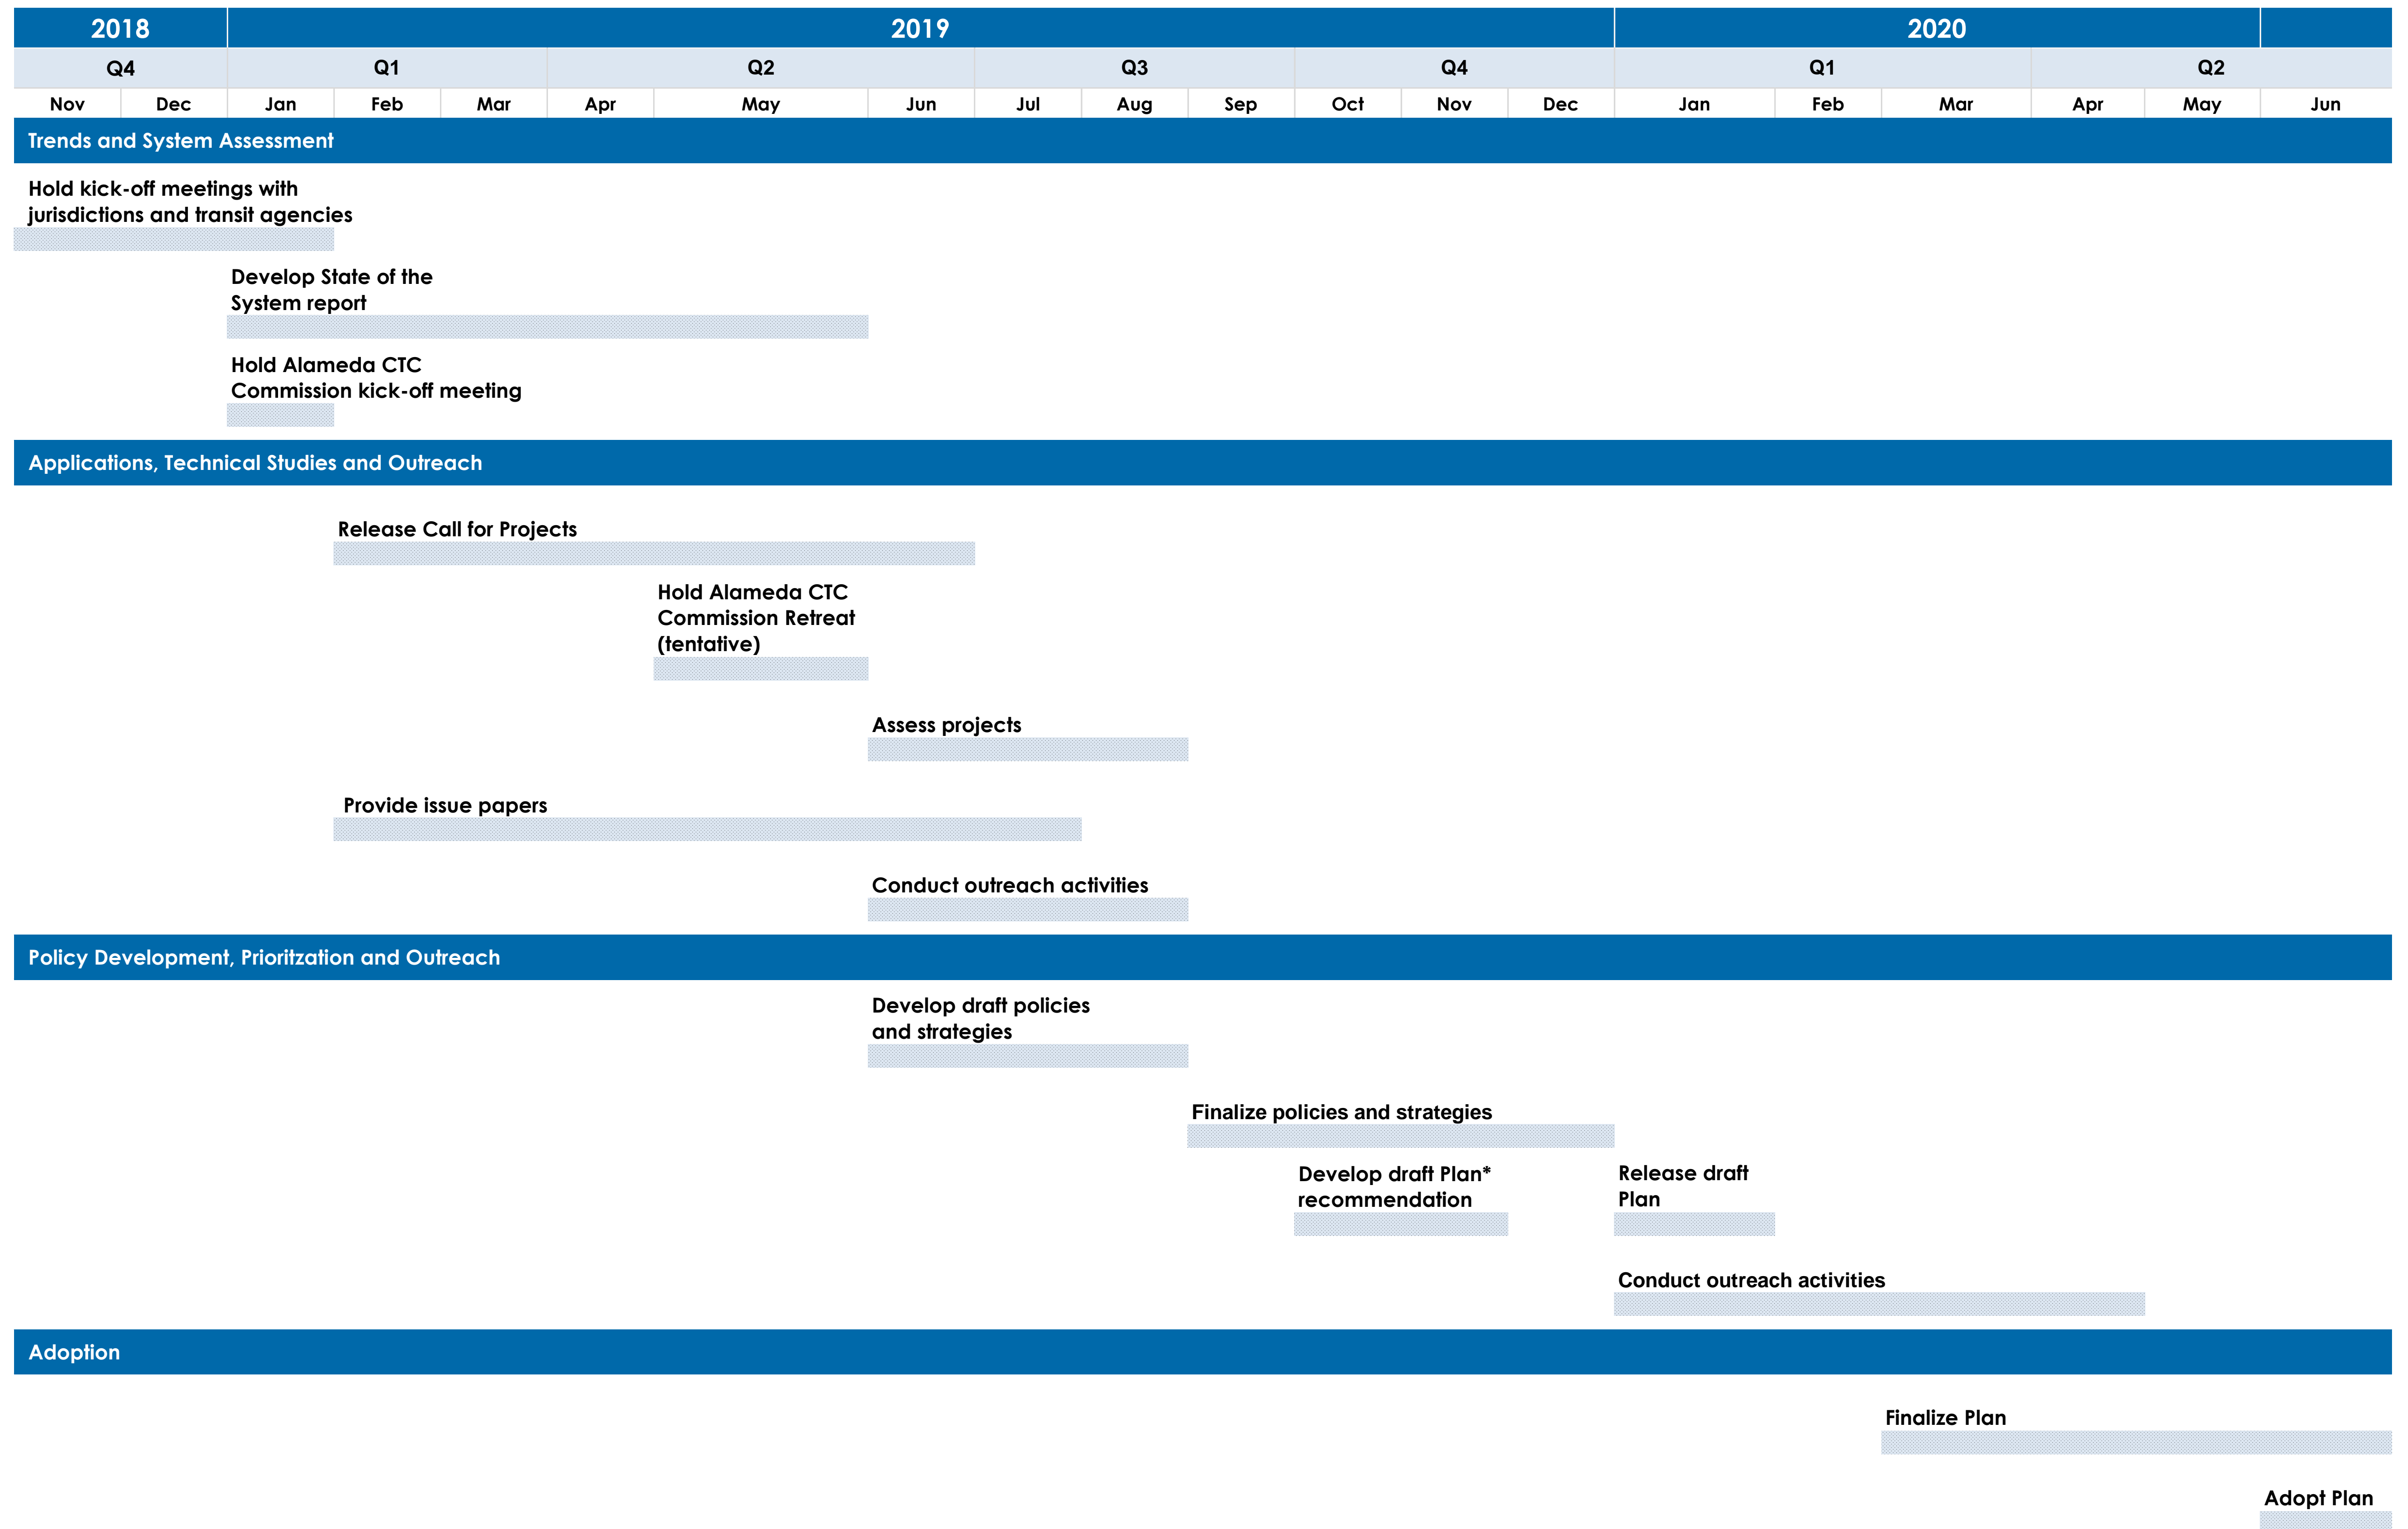 2018 2019 2020
Q4 Q1 Q2 Q3 Q4 Q1 Q2
Nov Dec Jan Feb Mar Apr May Jun Jul Aug Sep Oct Nov Dec Jan Feb Mar Apr May Jun
Trends and System Assessment
Hold kick-off meetings with
jurisdictions and transit agencies
Develop State of the
System report
Hold Alameda CTC
Commission kick-off meeting
Applications, Technical Studies and Outreach
Release Call for Projects
Hold Alameda CTC
Commission Retreat
(tentative)
Assess projects
Provide issue papers
Conduct outreach activities
Policy Development, Prioritzation and Outreach
Develop draft policies
and strategies
Finalize policies and strategies
Develop draft Plan*
recommendation
Release draft
Plan
Conduct outreach activities
Adoption
Finalize Plan
Adopt Plan